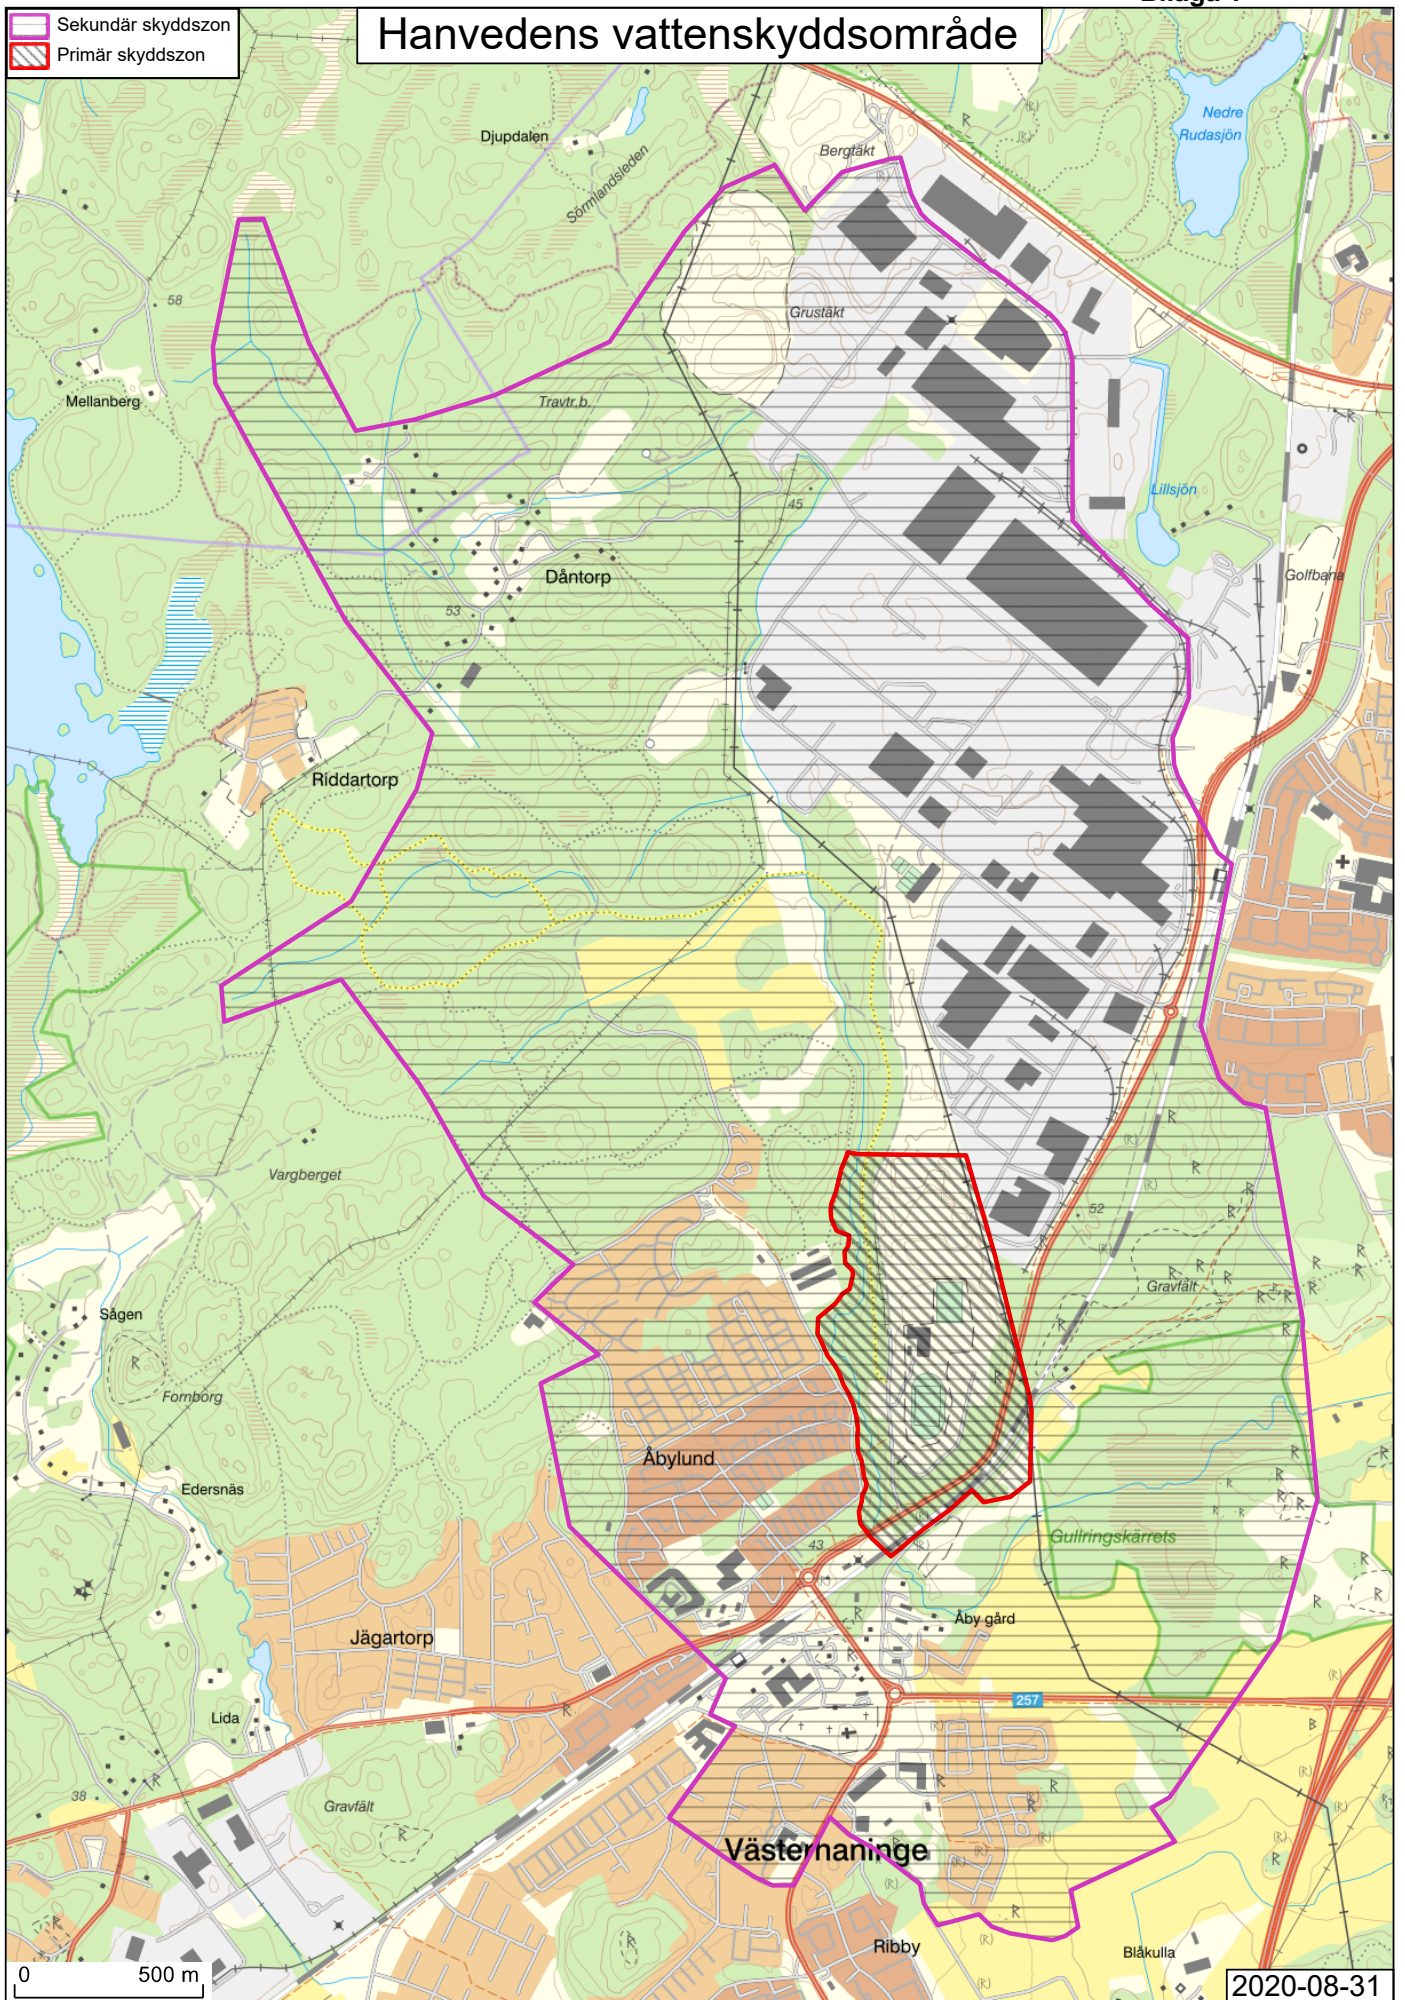 Sekundär skyddszon
Primär skyddszon
Hanvedens vattenskyddsområde
Nedre
Rudasjön
Djupdalen
Bergtäkt
Sörmlandsleden
58
Grustäkt
Mellanberg
Travtr.b.
45
Lillsjön
Golfbana
Dåntorp
53
Riddartorp
Vargberget
52
Gravfält
Sågen
Fornborg
Åbylund
Edersnäs
43
Gullringskärrets
Åby gård
Jägartorp
257
Lida
38
Gravfält
Västerhaninge
Ribby
Blåkulla
0 500 m
2020-08-31